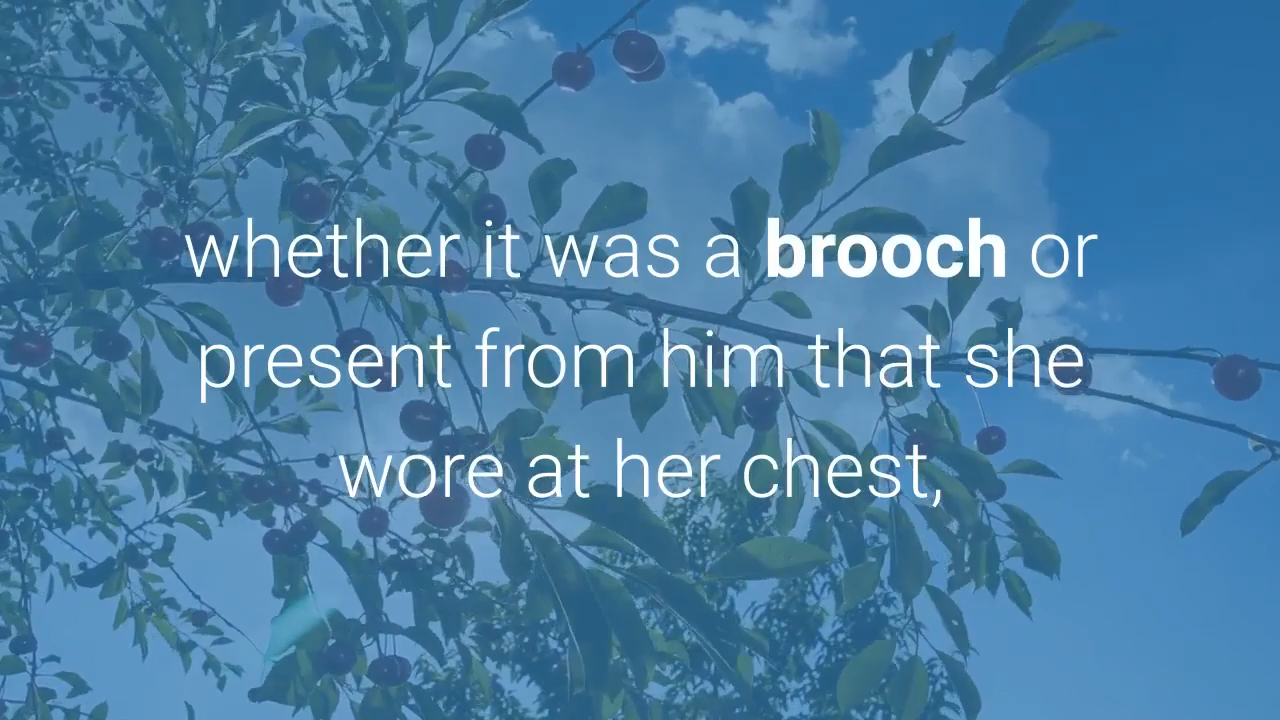 whether it was a brooch or
present from him that she
wore at her chest,